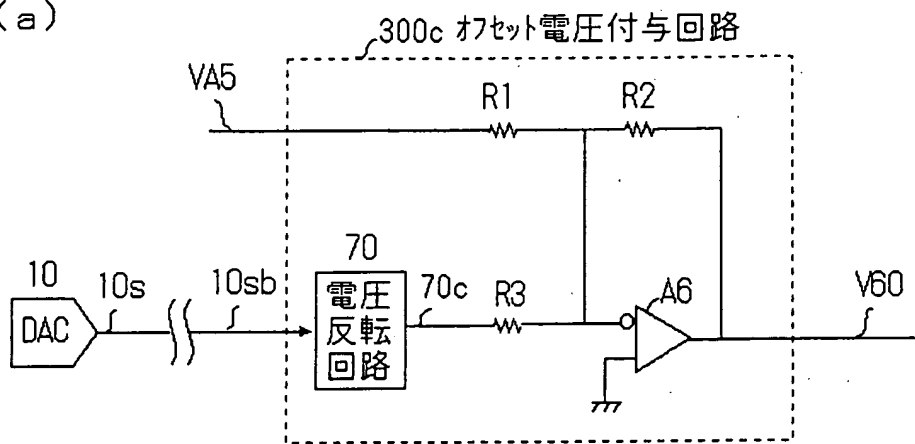 (a)
300c オフセット電圧付与回路
VA5
R1
R2
10
10s
10sb
70
70c
R3
A6
V60
DAC
電圧
反転
回路